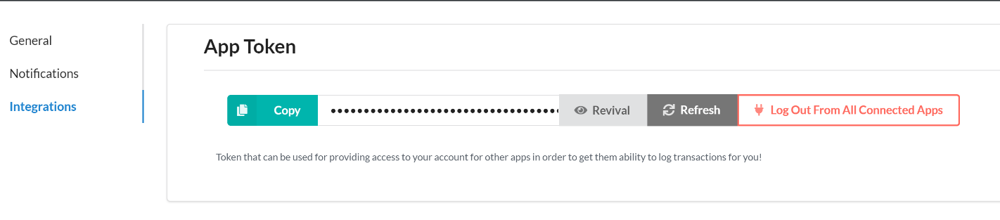 General
Notifications
Integrations
App Token
Copy
••••••••••••••••••••••••••••••••••
Revival
Refresh
Log Out From All Connected Apps
Token that can be used for providing access to your account for other apps in order to get them ability to log transactions for you!